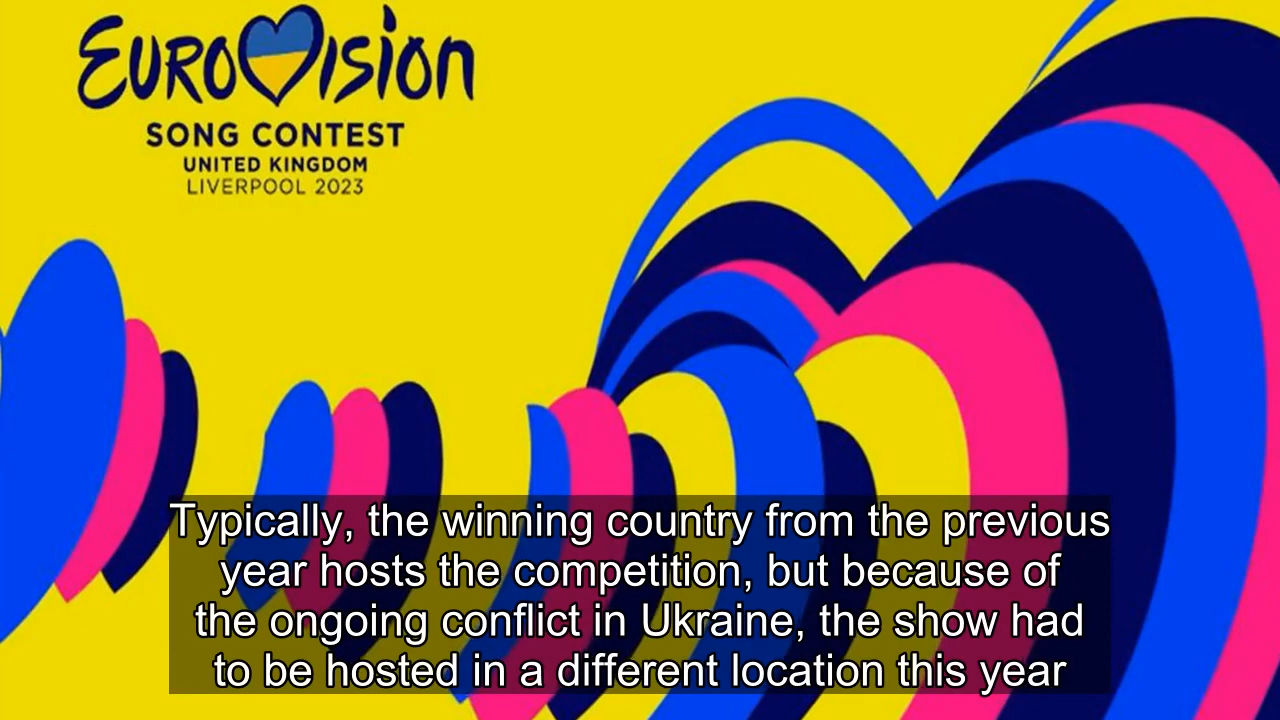 EUROVISION
SONG CONTEST
UNITED KINGDOM
LIVERPOOL 2023
Typically, the winning country from the previous
year hosts the competition, but because of
the ongoing conflict in Ukraine, the show had
to be hosted in a different location this year